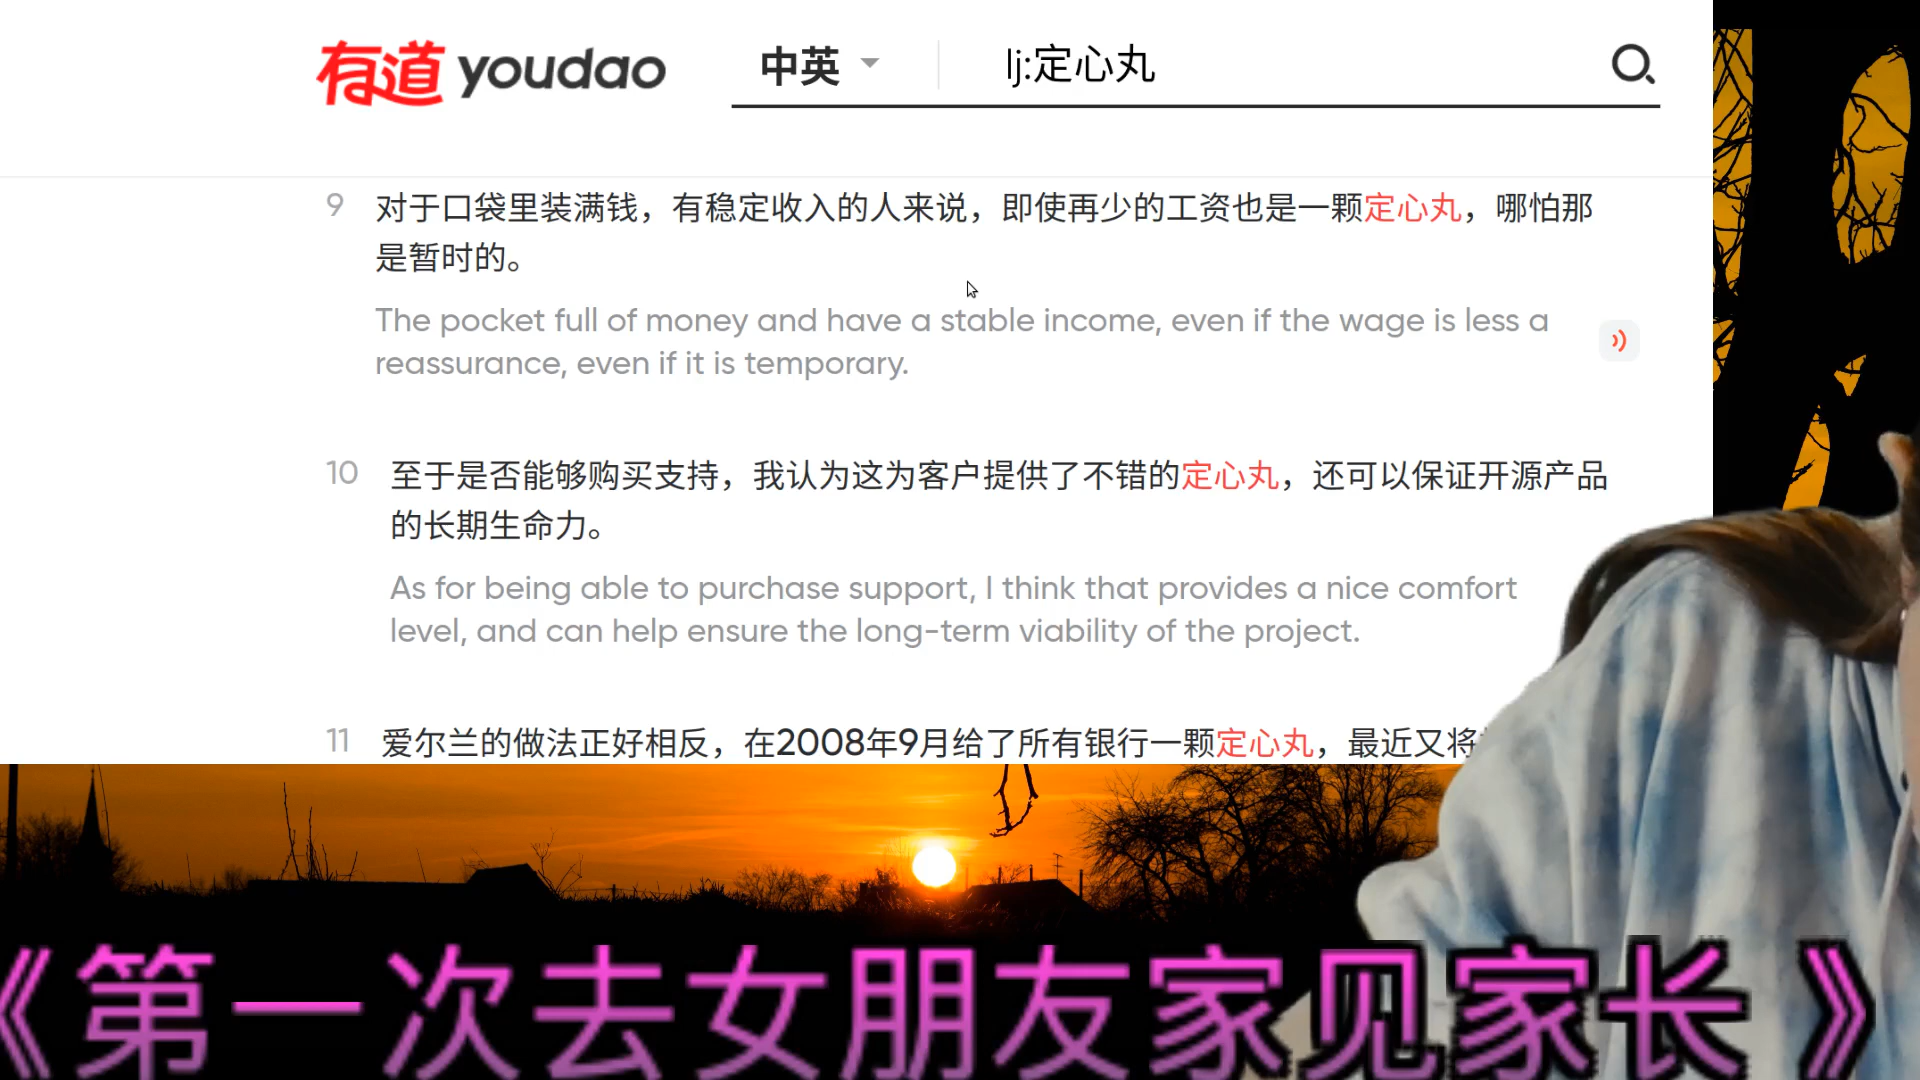 有道 youdao
中英
lj:定心丸
9 对于口袋里装满钱，有稳定收入的人来说，即使再少的工资也是一颗定心丸，哪怕那
是暂时的。
The pocket full of money and have a stable income, even if the wage is less a
reassurance, even if it is temporary.
10 至于是否能够购买支持，我认为这为客户提供了不错的定心丸，还可以保证开源产品
的长期生命力。
As for being able to purchase support, I think that provides a nice comfort
level, and can help ensure the long-term viability of the project.
11 爱尔兰的做法正好相反，在2008年9月给了所有银行一颗定心丸，最近又将
《第一次去女朋友家见家长》